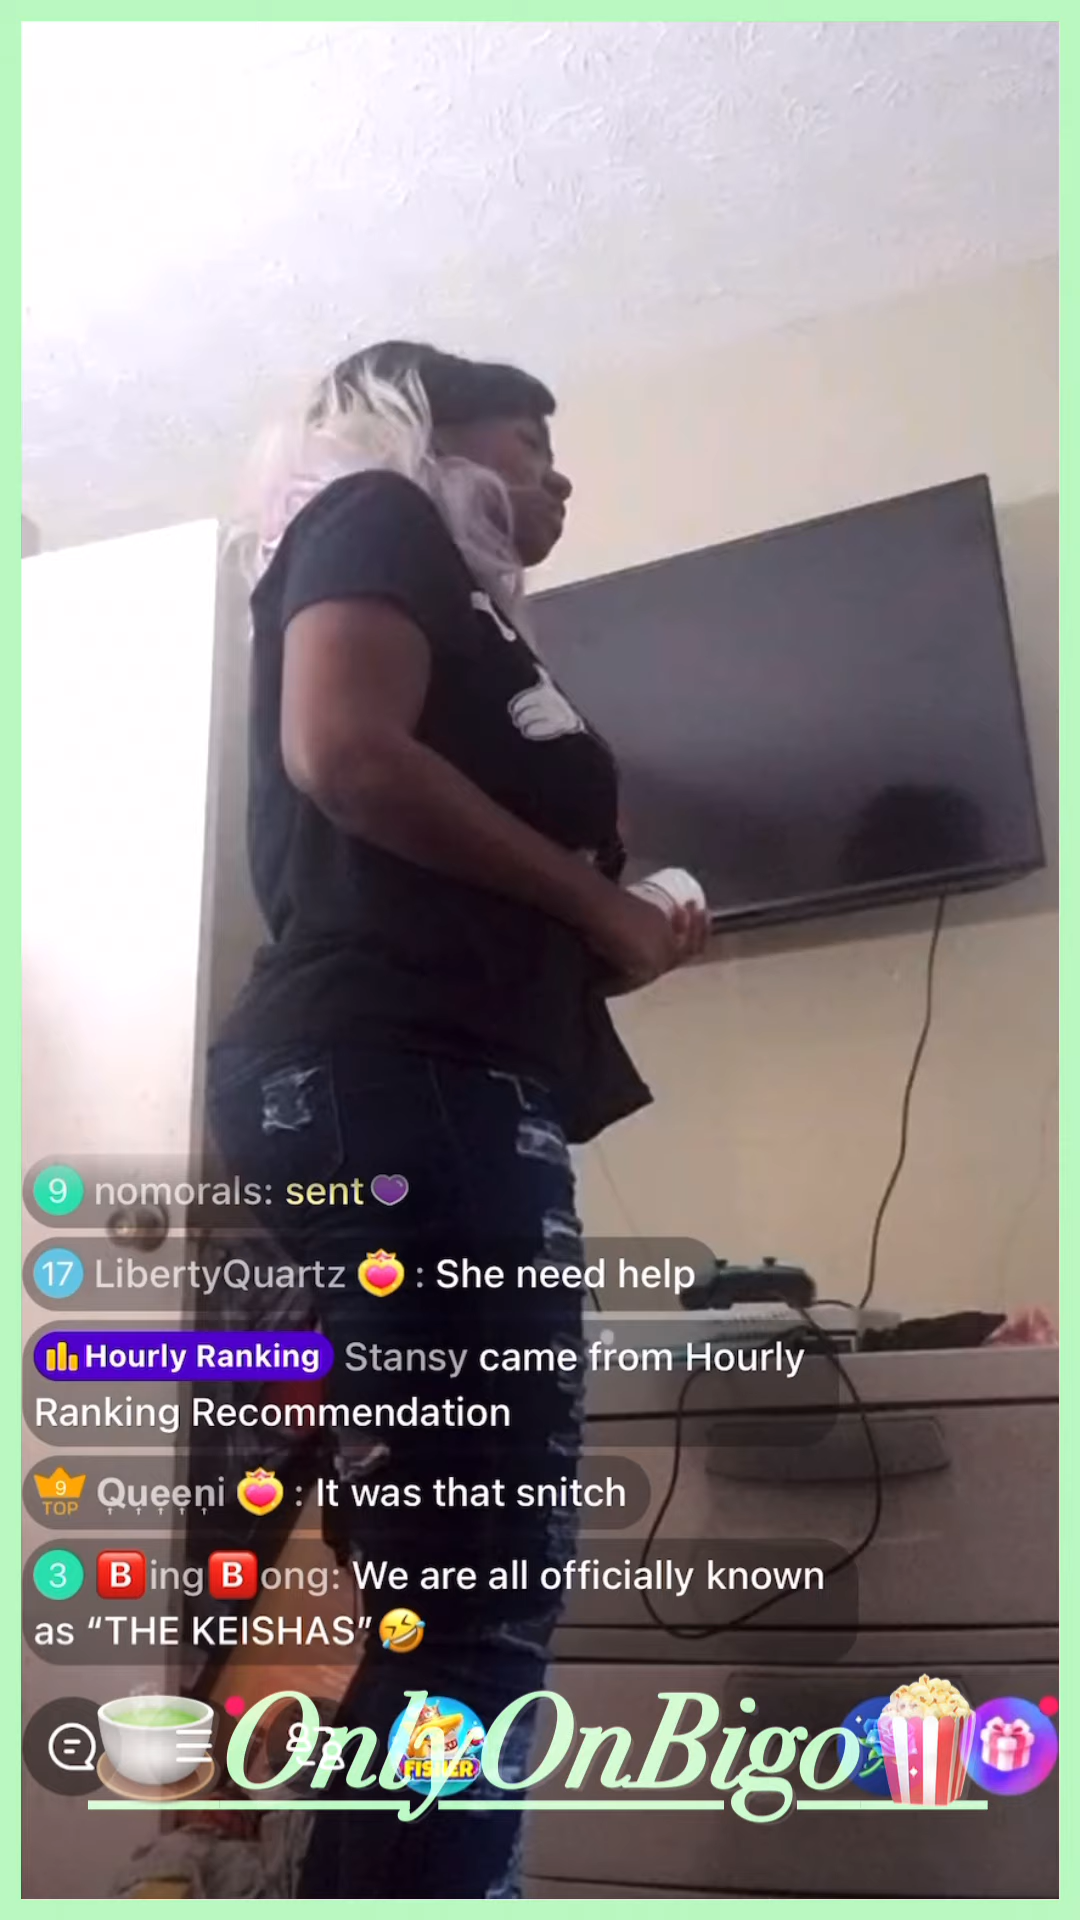 9 nomorals: sent💜
17 LibertyQuartz : She need help
Hourly Ranking Stansy came from Hourly
Ranking Recommendation
9 TOP Queeni : It was that snitch
3 🅱️ing🅱️ong: We are all officially known
as “THE KEISHAS”🤣
OnlyOnBigo🍿
FISHER